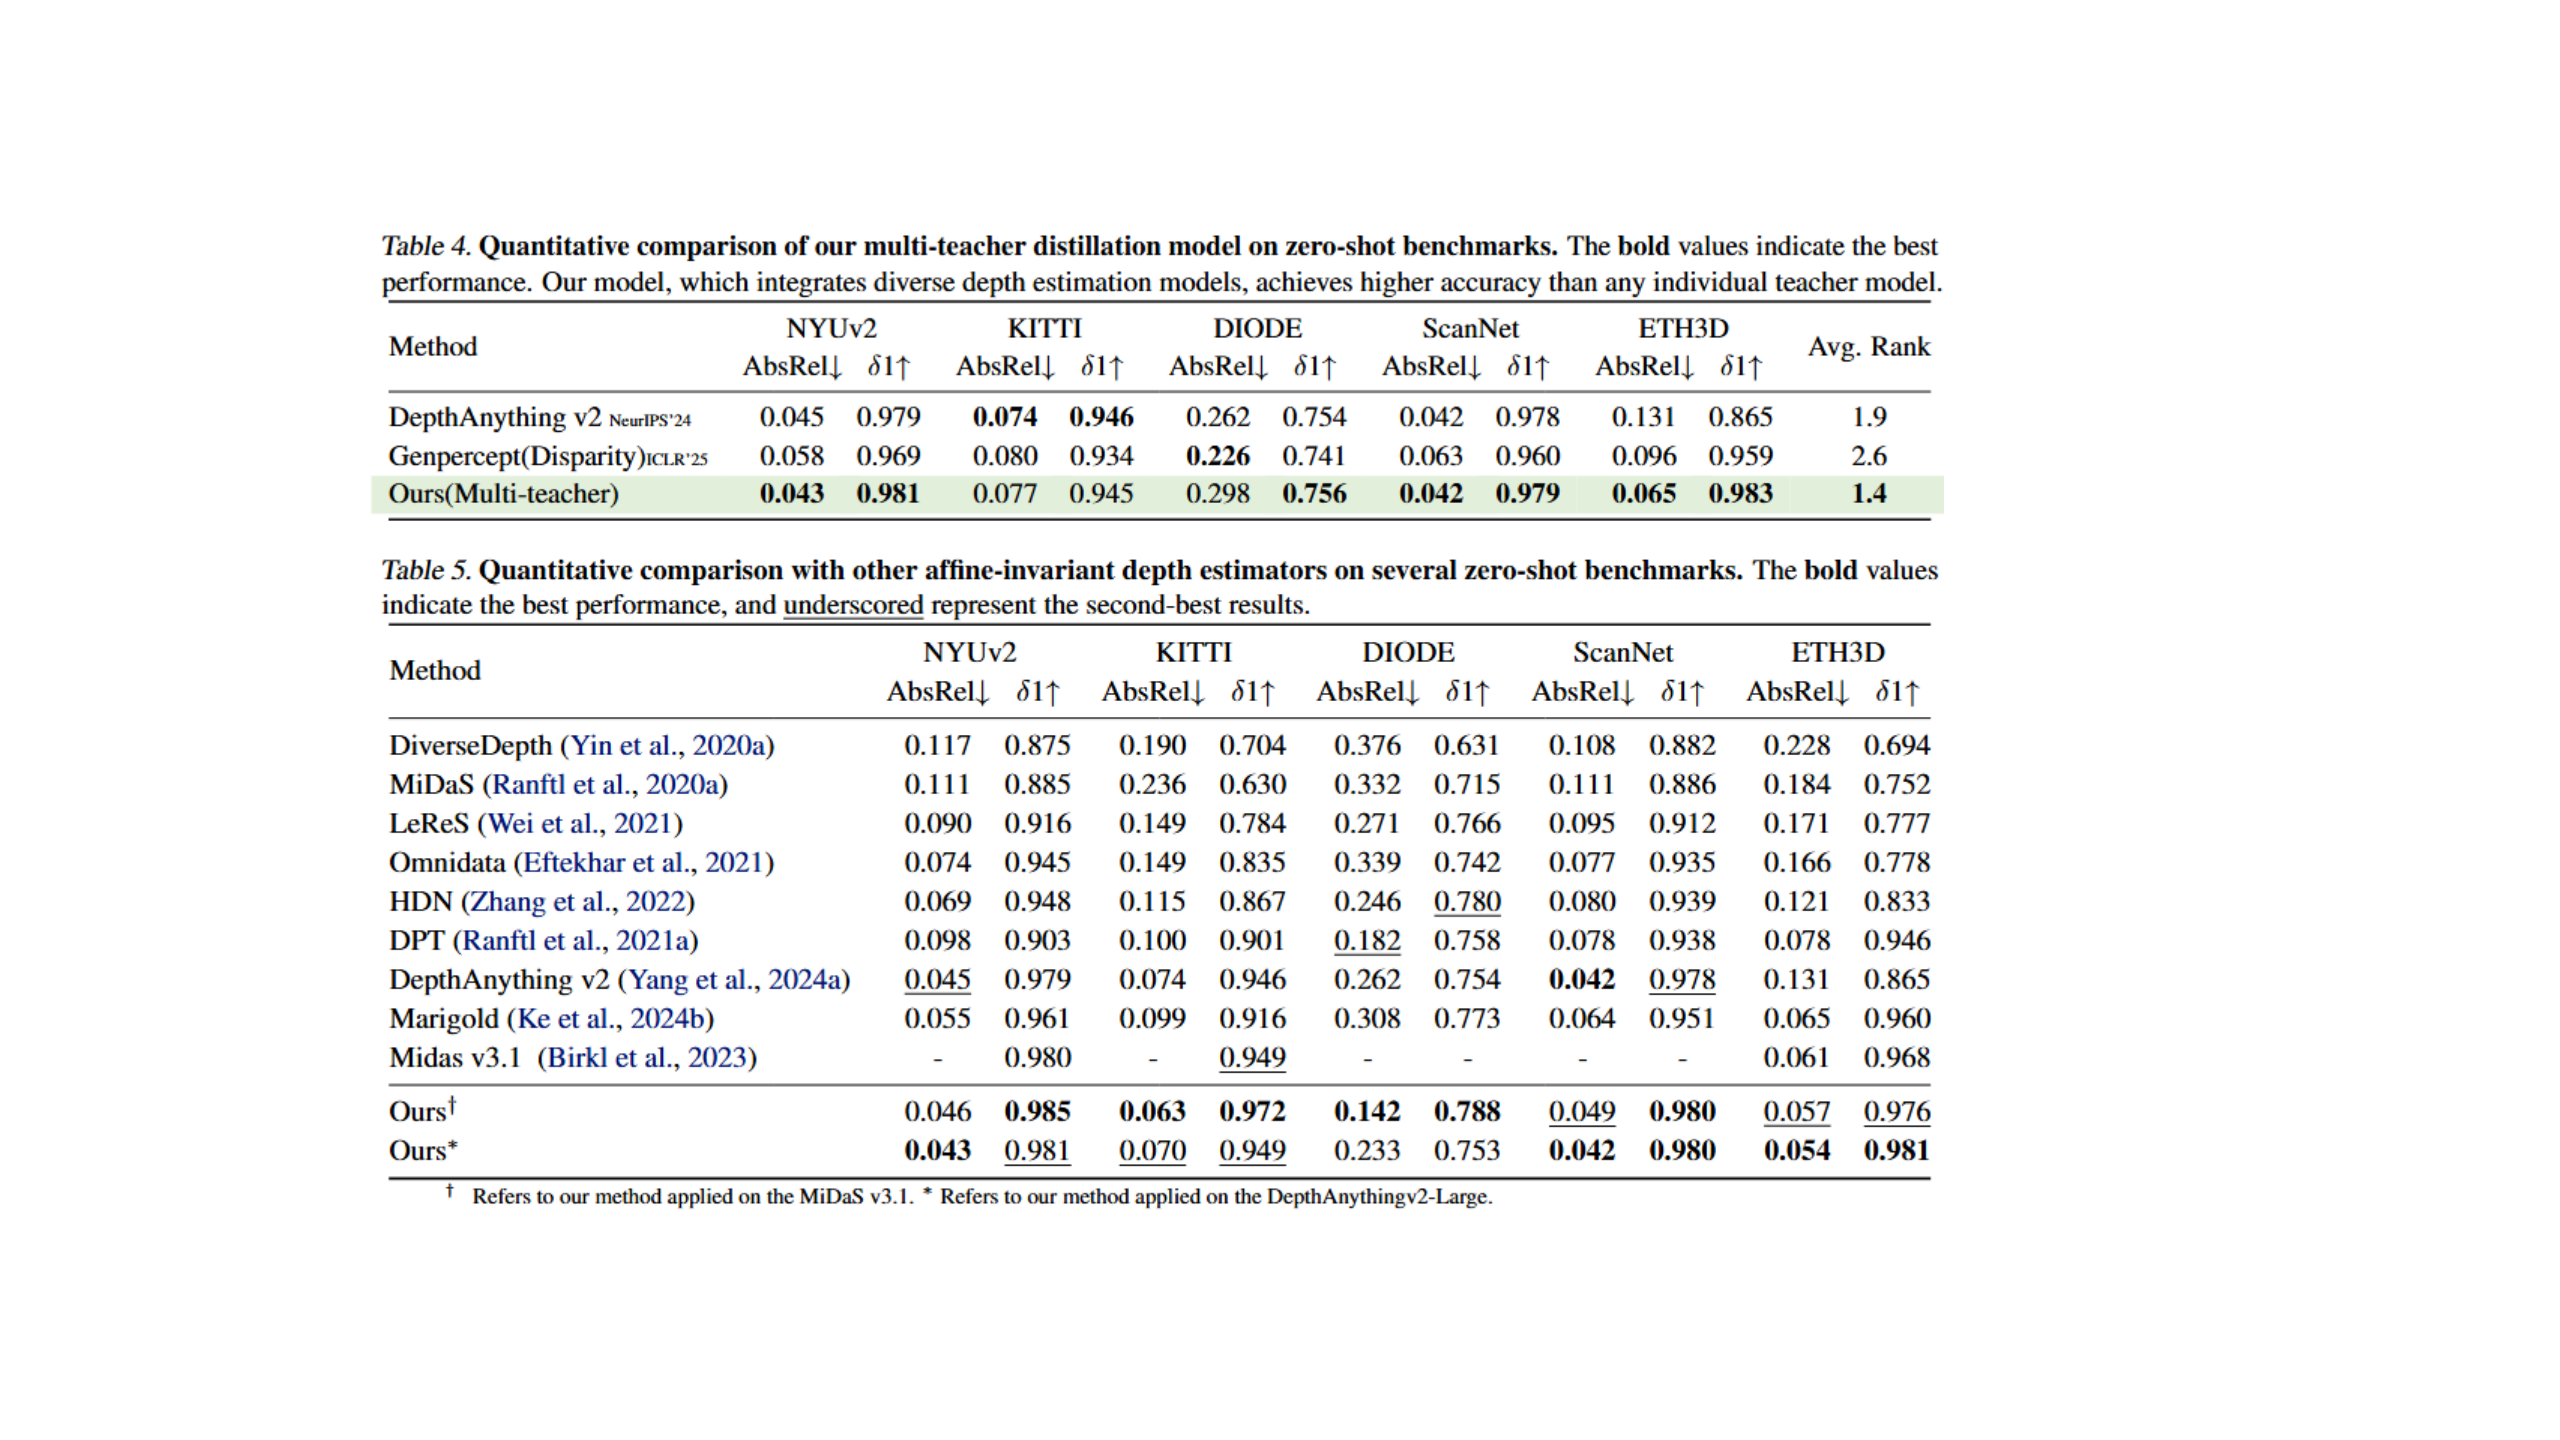 Table 4. Quantitative comparison of our multi-teacher distillation model on zero-shot benchmarks. The bold values indicate the best
performance. Our model, which integrates diverse depth estimation models, achieves higher accuracy than any individual teacher model.
Method NYUv2 KITTI DIODE ScanNet ETH3D Avg. Rank
AbsRel↓ δ1↑ AbsRel↓ δ1↑ AbsRel↓ δ1↑ AbsRel↓ δ1↑ AbsRel↓ δ1↑
DepthAnything v2 NeurIPS'24 0.045 0.979 0.074 0.946 0.262 0.754 0.042 0.978 0.131 0.865 1.9
Genpercept(Disparity)ICLR'25 0.058 0.969 0.080 0.934 0.226 0.741 0.063 0.960 0.096 0.959 2.6
Ours(Multi-teacher) 0.043 0.981 0.077 0.945 0.298 0.756 0.042 0.979 0.065 0.983 1.4
Table 5. Quantitative comparison with other affine-invariant depth estimators on several zero-shot benchmarks. The bold values
indicate the best performance, and underscored represent the second-best results.
Method NYUv2 KITTI DIODE ScanNet ETH3D
AbsRel↓ δ1↑ AbsRel↓ δ1↑ AbsRel↓ δ1↑ AbsRel↓ δ1↑ AbsRel↓ δ1↑
DiverseDepth (Yin et al., 2020a) 0.117 0.875 0.190 0.704 0.376 0.631 0.108 0.882 0.228 0.694
MiDaS (Ranftl et al., 2020a) 0.111 0.885 0.236 0.630 0.332 0.715 0.111 0.886 0.184 0.752
LeReS (Wei et al., 2021) 0.090 0.916 0.149 0.784 0.271 0.766 0.095 0.912 0.171 0.777
Omnidata (Eftekhar et al., 2021) 0.074 0.945 0.149 0.835 0.339 0.742 0.077 0.935 0.166 0.778
HDN (Zhang et al., 2022) 0.069 0.948 0.115 0.867 0.246 0.780 0.080 0.939 0.121 0.833
DPT (Ranftl et al., 2021a) 0.098 0.903 0.100 0.901 0.182 0.758 0.078 0.938 0.078 0.946
DepthAnything v2 (Yang et al., 2024a) 0.045 0.979 0.074 0.946 0.262 0.754 0.042 0.978 0.131 0.865
Marigold (Ke et al., 2024b) 0.055 0.961 0.099 0.916 0.308 0.773 0.064 0.951 0.065 0.960
Midas v3.1 (Birkl et al., 2023) - 0.980 - 0.949 - - - - 0.061 0.968
Ours† 0.046 0.985 0.063 0.972 0.142 0.788 0.049 0.980 0.057 0.976
Ours* 0.043 0.981 0.070 0.949 0.233 0.753 0.042 0.980 0.054 0.981
† Refers to our method applied on the MiDaS v3.1. * Refers to our method applied on the DepthAnythingv2-Large.